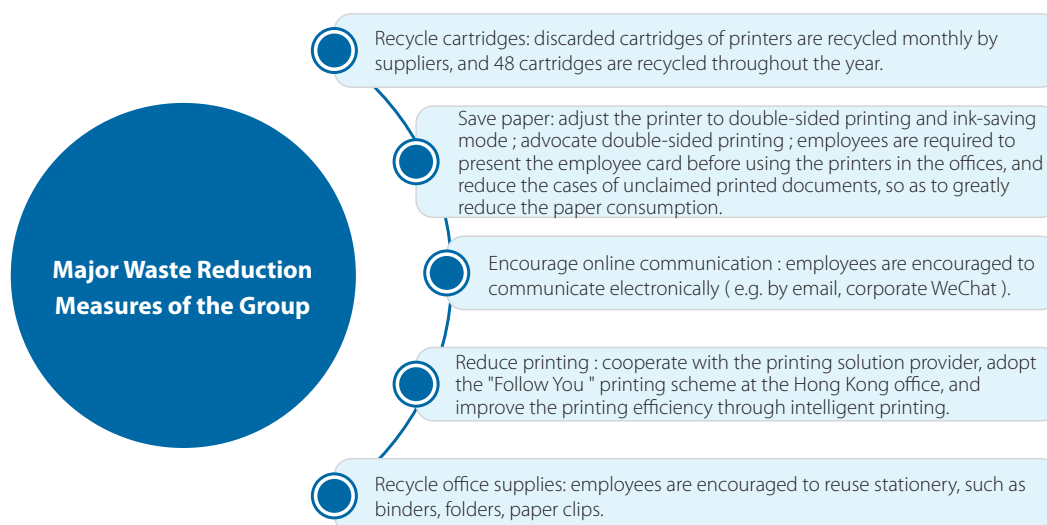 Major Waste Reduction
Measures of the Group
Recycle cartridges: discarded cartridges of printers are recycled monthly by
suppliers, and 48 cartridges are recycled throughout the year.
Save paper: adjust the printer to double-sided printing and ink-saving
mode ; advocate double-sided printing ; employees are required to
present the employee card before using the printers in the offices, and
reduce the cases of unclaimed printed documents, so as to greatly
reduce the paper consumption.
Encourage online communication : employees are encouraged to
communicate electronically ( e.g. by email, corporate WeChat ).
Reduce printing : cooperate with the printing solution provider, adopt
the "Follow You " printing scheme at the Hong Kong office, and
improve the printing efficiency through intelligent printing.
Recycle office supplies: employees are encouraged to reuse stationery, such as
binders, folders, paper clips.